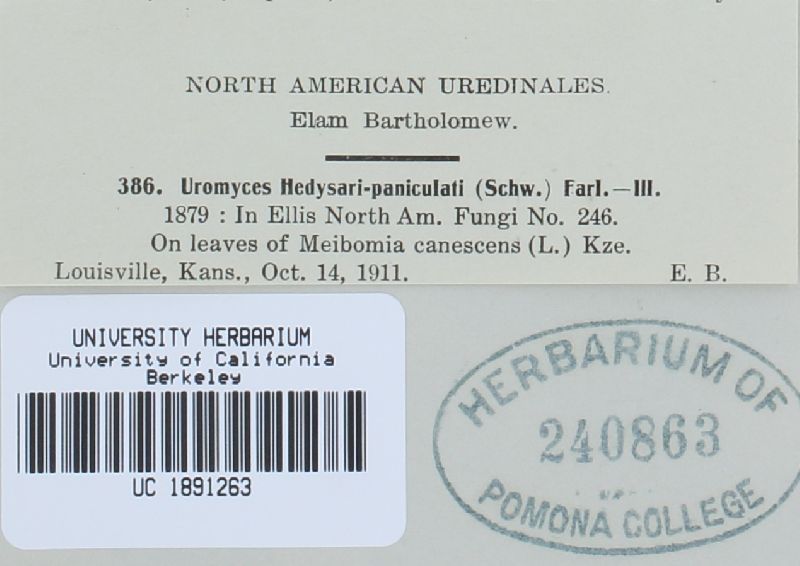 NORTH AMERICAN UREDINALES.
Elam Bartholomew.
386. Uromyces Hedysari-paniculati (Schw.) Farl.—III.
1879 : In Ellis North Am. Fungi No. 246.
On leaves of Meibomia canescens (L.) Kze.
Louisville, Kans., Oct. 14, 1911. E. B.
UNIVERSITY HERBARIUM
University of California
Berkeley
UC 1891263
HERBARIUM OF
240863
POMONA COLLEGE